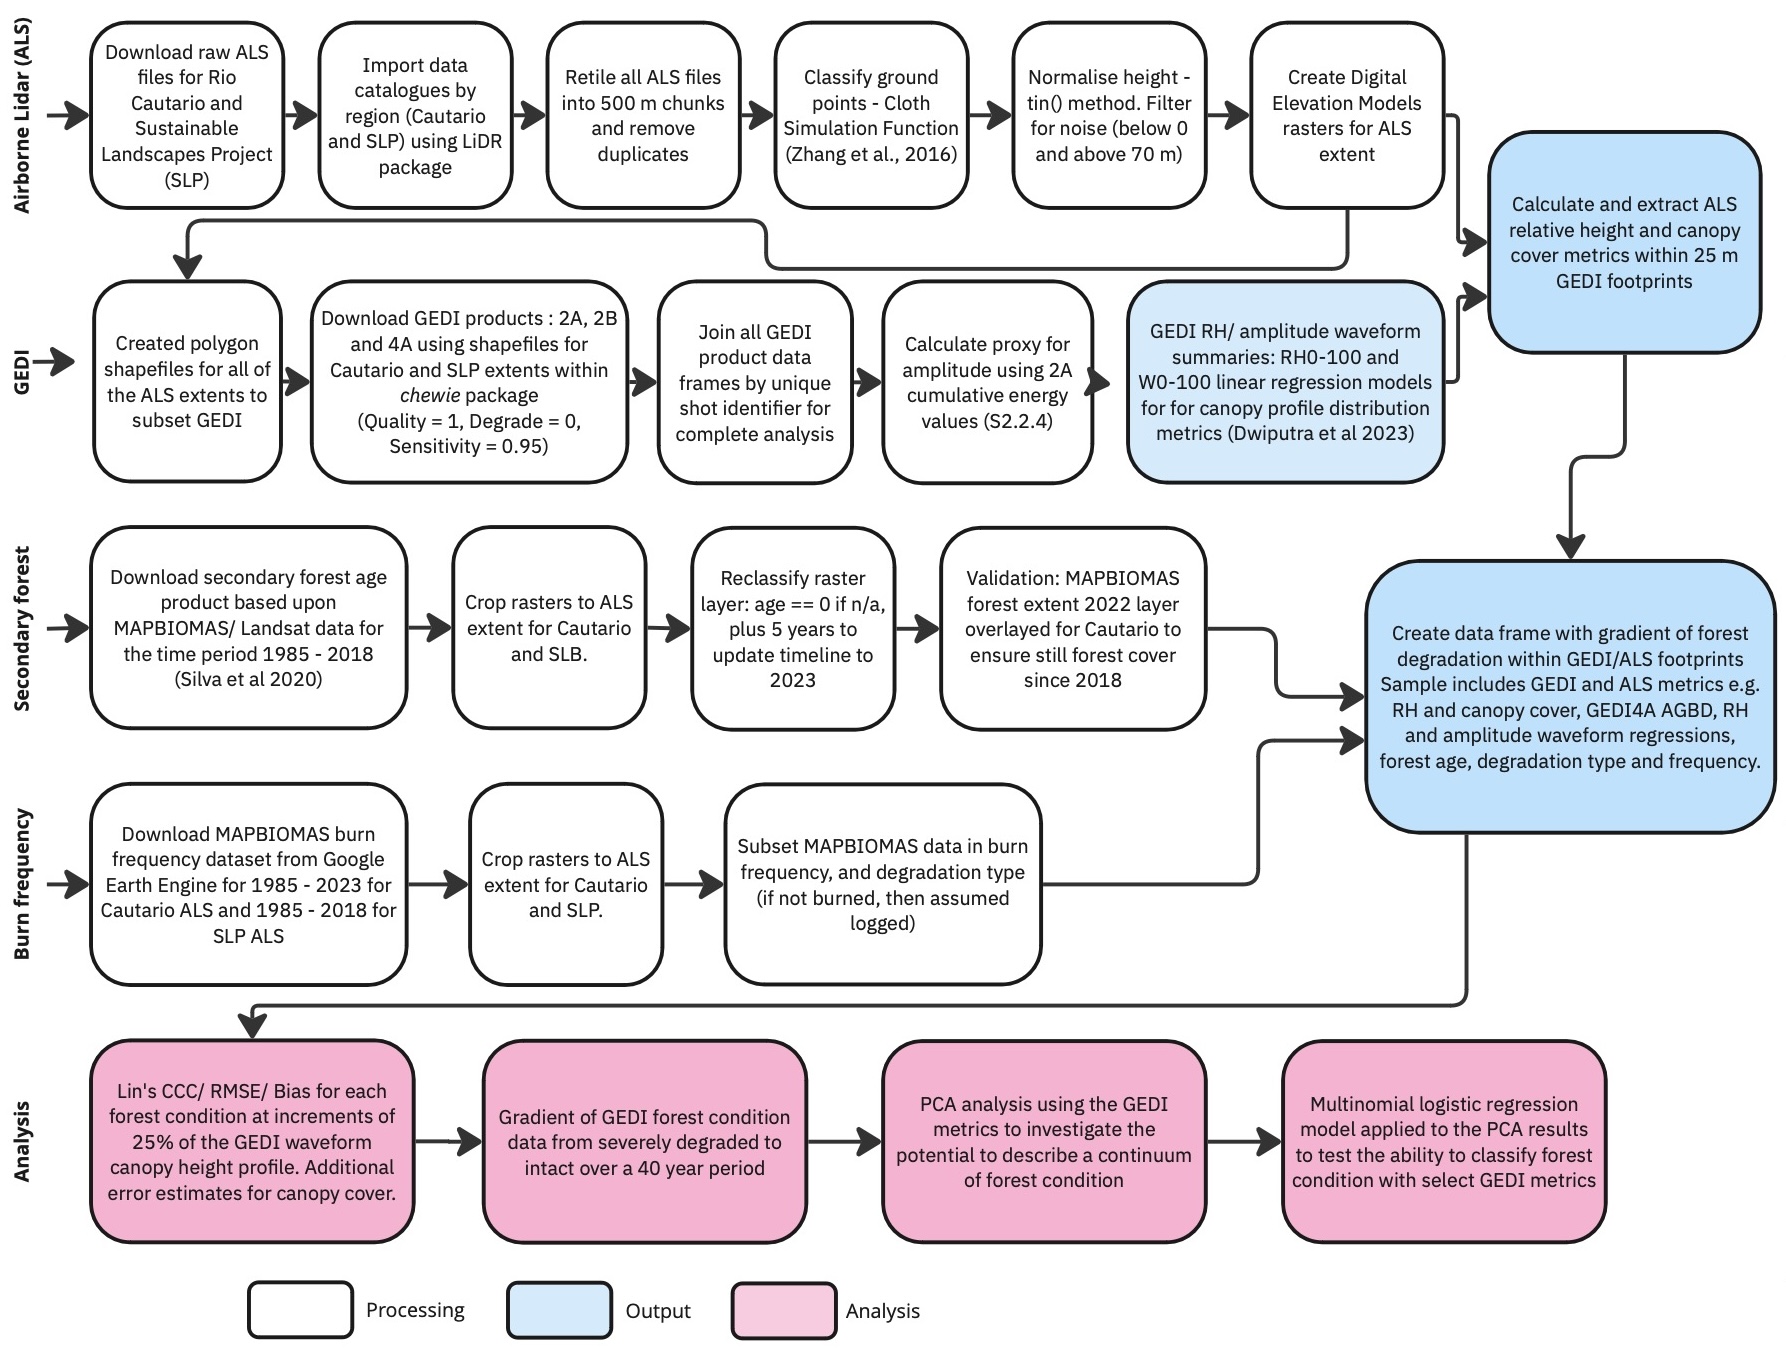 Airborne Lidar (ALS)
Download raw ALS
files for Rio
Cautario and
Sustainable
Landscapes Project
(SLP)
Import data
catalogues by
region (Cautario
and SLP) using LiDR
package
Retile all ALS files
into 500 m chunks
and remove
duplicates
Classify ground
points - Cloth
Simulation Function
(Zhang et al., 2016)
Normalise height -
tin() method. Filter
for noise (below 0
and above 70 m)
Create Digital
Elevation Models
rasters for ALS
extent
Calculate and extract ALS
relative height and canopy
cover metrics within 25 m
GEDI footprints
GEDI
Created polygon
shapefiles for all of
the ALS extents to
subset GEDI
Download GEDI products : 2A, 2B
and 4A using shapefiles for
Cautario and SLP extents within
chewie package
(Quality = 1, Degrade = 0,
Sensitivity = 0.95)
Join all GEDI
product data
frames by unique
shot identifier for
complete analysis
Calculate proxy for
amplitude using 2A
cumulative energy
values (S2.2.4)
GEDI RH/ amplitude waveform
summaries: RH0-100 and
W0-100 linear regression models
for for canopy profile distribution
metrics (Dwiputra et al 2023)
Secondary forest
Download secondary forest age
product based upon
MAPBIOMAS/ Landsat data for
the time period 1985 - 2018
(Silva et al 2020)
Crop rasters to ALS
extent for Cautario
and SLB.
Reclassify raster
layer: age == 0 if n/a,
plus 5 years to
update timeline to
2023
Validation: MAPBIOMAS
forest extent 2022 layer
overlayed for Cautario to
ensure still forest cover
since 2018
Create data frame with gradient of forest
degradation within GEDI/ALS footprints
Sample includes GEDI and ALS metrics e.g.
RH and canopy cover, GEDI4A AGBD, RH
and amplitude waveform regressions,
forest age, degradation type and frequency.
Burn frequency
Download MAPBIOMAS burn
frequency dataset from Google
Earth Engine for 1985 - 2023 for
Cautario ALS and 1985 - 2018 for
SLP ALS
Crop rasters to ALS
extent for Cautario
and SLP.
Subset MAPBIOMAS data in burn
frequency, and degradation type
(if not burned, then assumed
logged)
Analysis
Lin's CCC/ RMSE/ Bias for each
forest condition at increments of
25% of the GEDI waveform
canopy height profile. Additional
error estimates for canopy cover.
Gradient of GEDI forest condition
data from severely degraded to
intact over a 40 year period
PCA analysis using the GEDI
metrics to investigate the
potential to describe a continuum
of forest condition
Multinomial logistic regression
model applied to the PCA results
to test the ability to classify forest
condition with select GEDI metrics
Processing
Output
Analysis